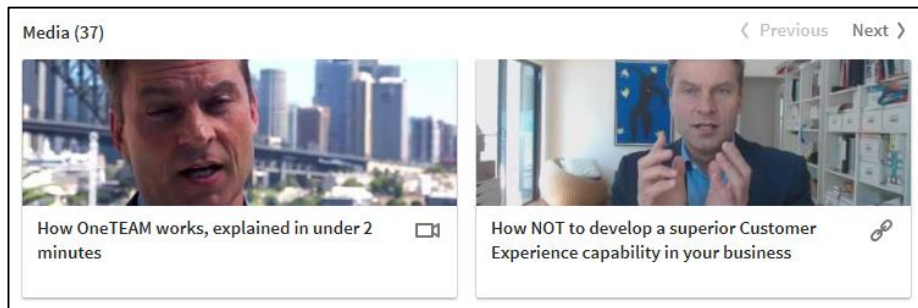 Media (37)
Previous Next
How OneTEAM works, explained in under 2
minutes
How NOT to develop a superior Customer
Experience capability in your business